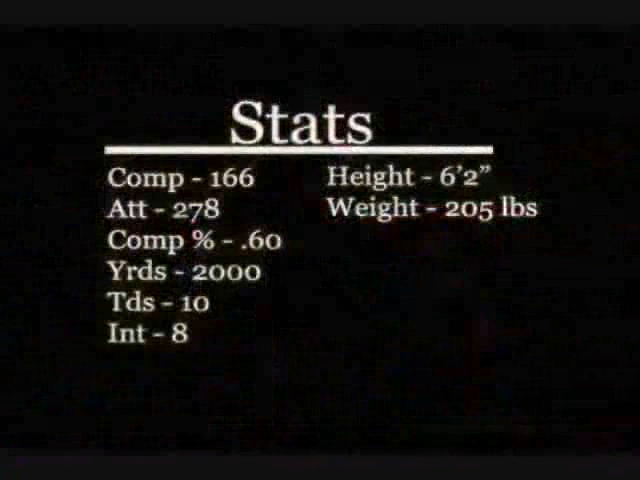 Stats
Comp - 166
Att - 278
Comp % - .60
Yrds - 2000
Tds - 10
Int - 8
Height - 6’2”
Weight - 205 lbs